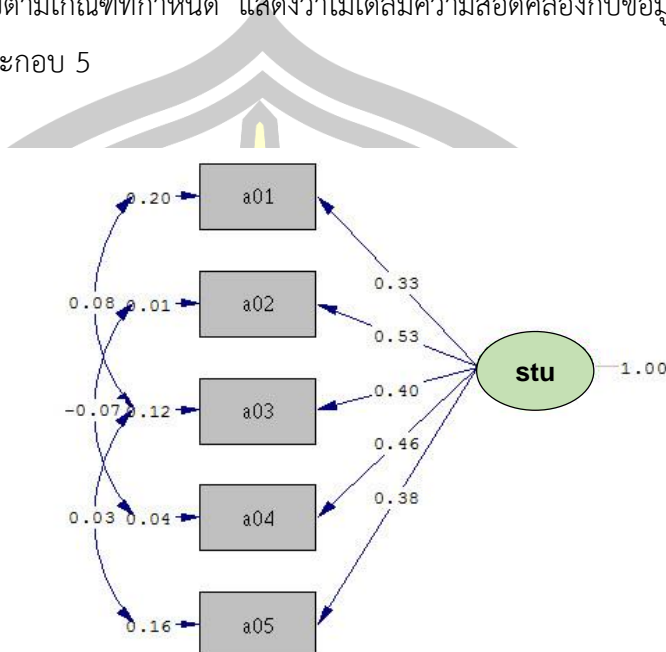 ตามเกณฑ์ที่กำหนด แสดงว่าโมเดลมีความสอดคล้องกับข้อมู
ะกอบ 5
0.20 a01
0.33
0.08 0.01 a02
0.53
stu 1.00
-0.07 0.12 a03
0.40
0.46
0.03 0.04 a04
0.38
0.16 a05